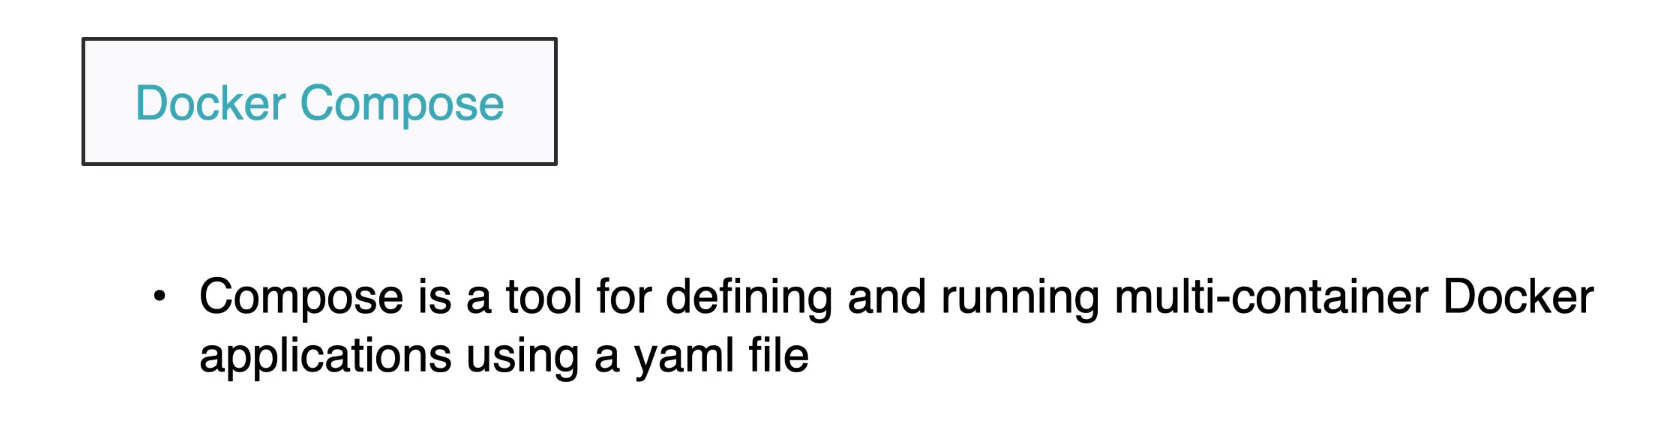 Docker Compose
• Compose is a tool for defining and running multi-container Docker
applications using a yaml file